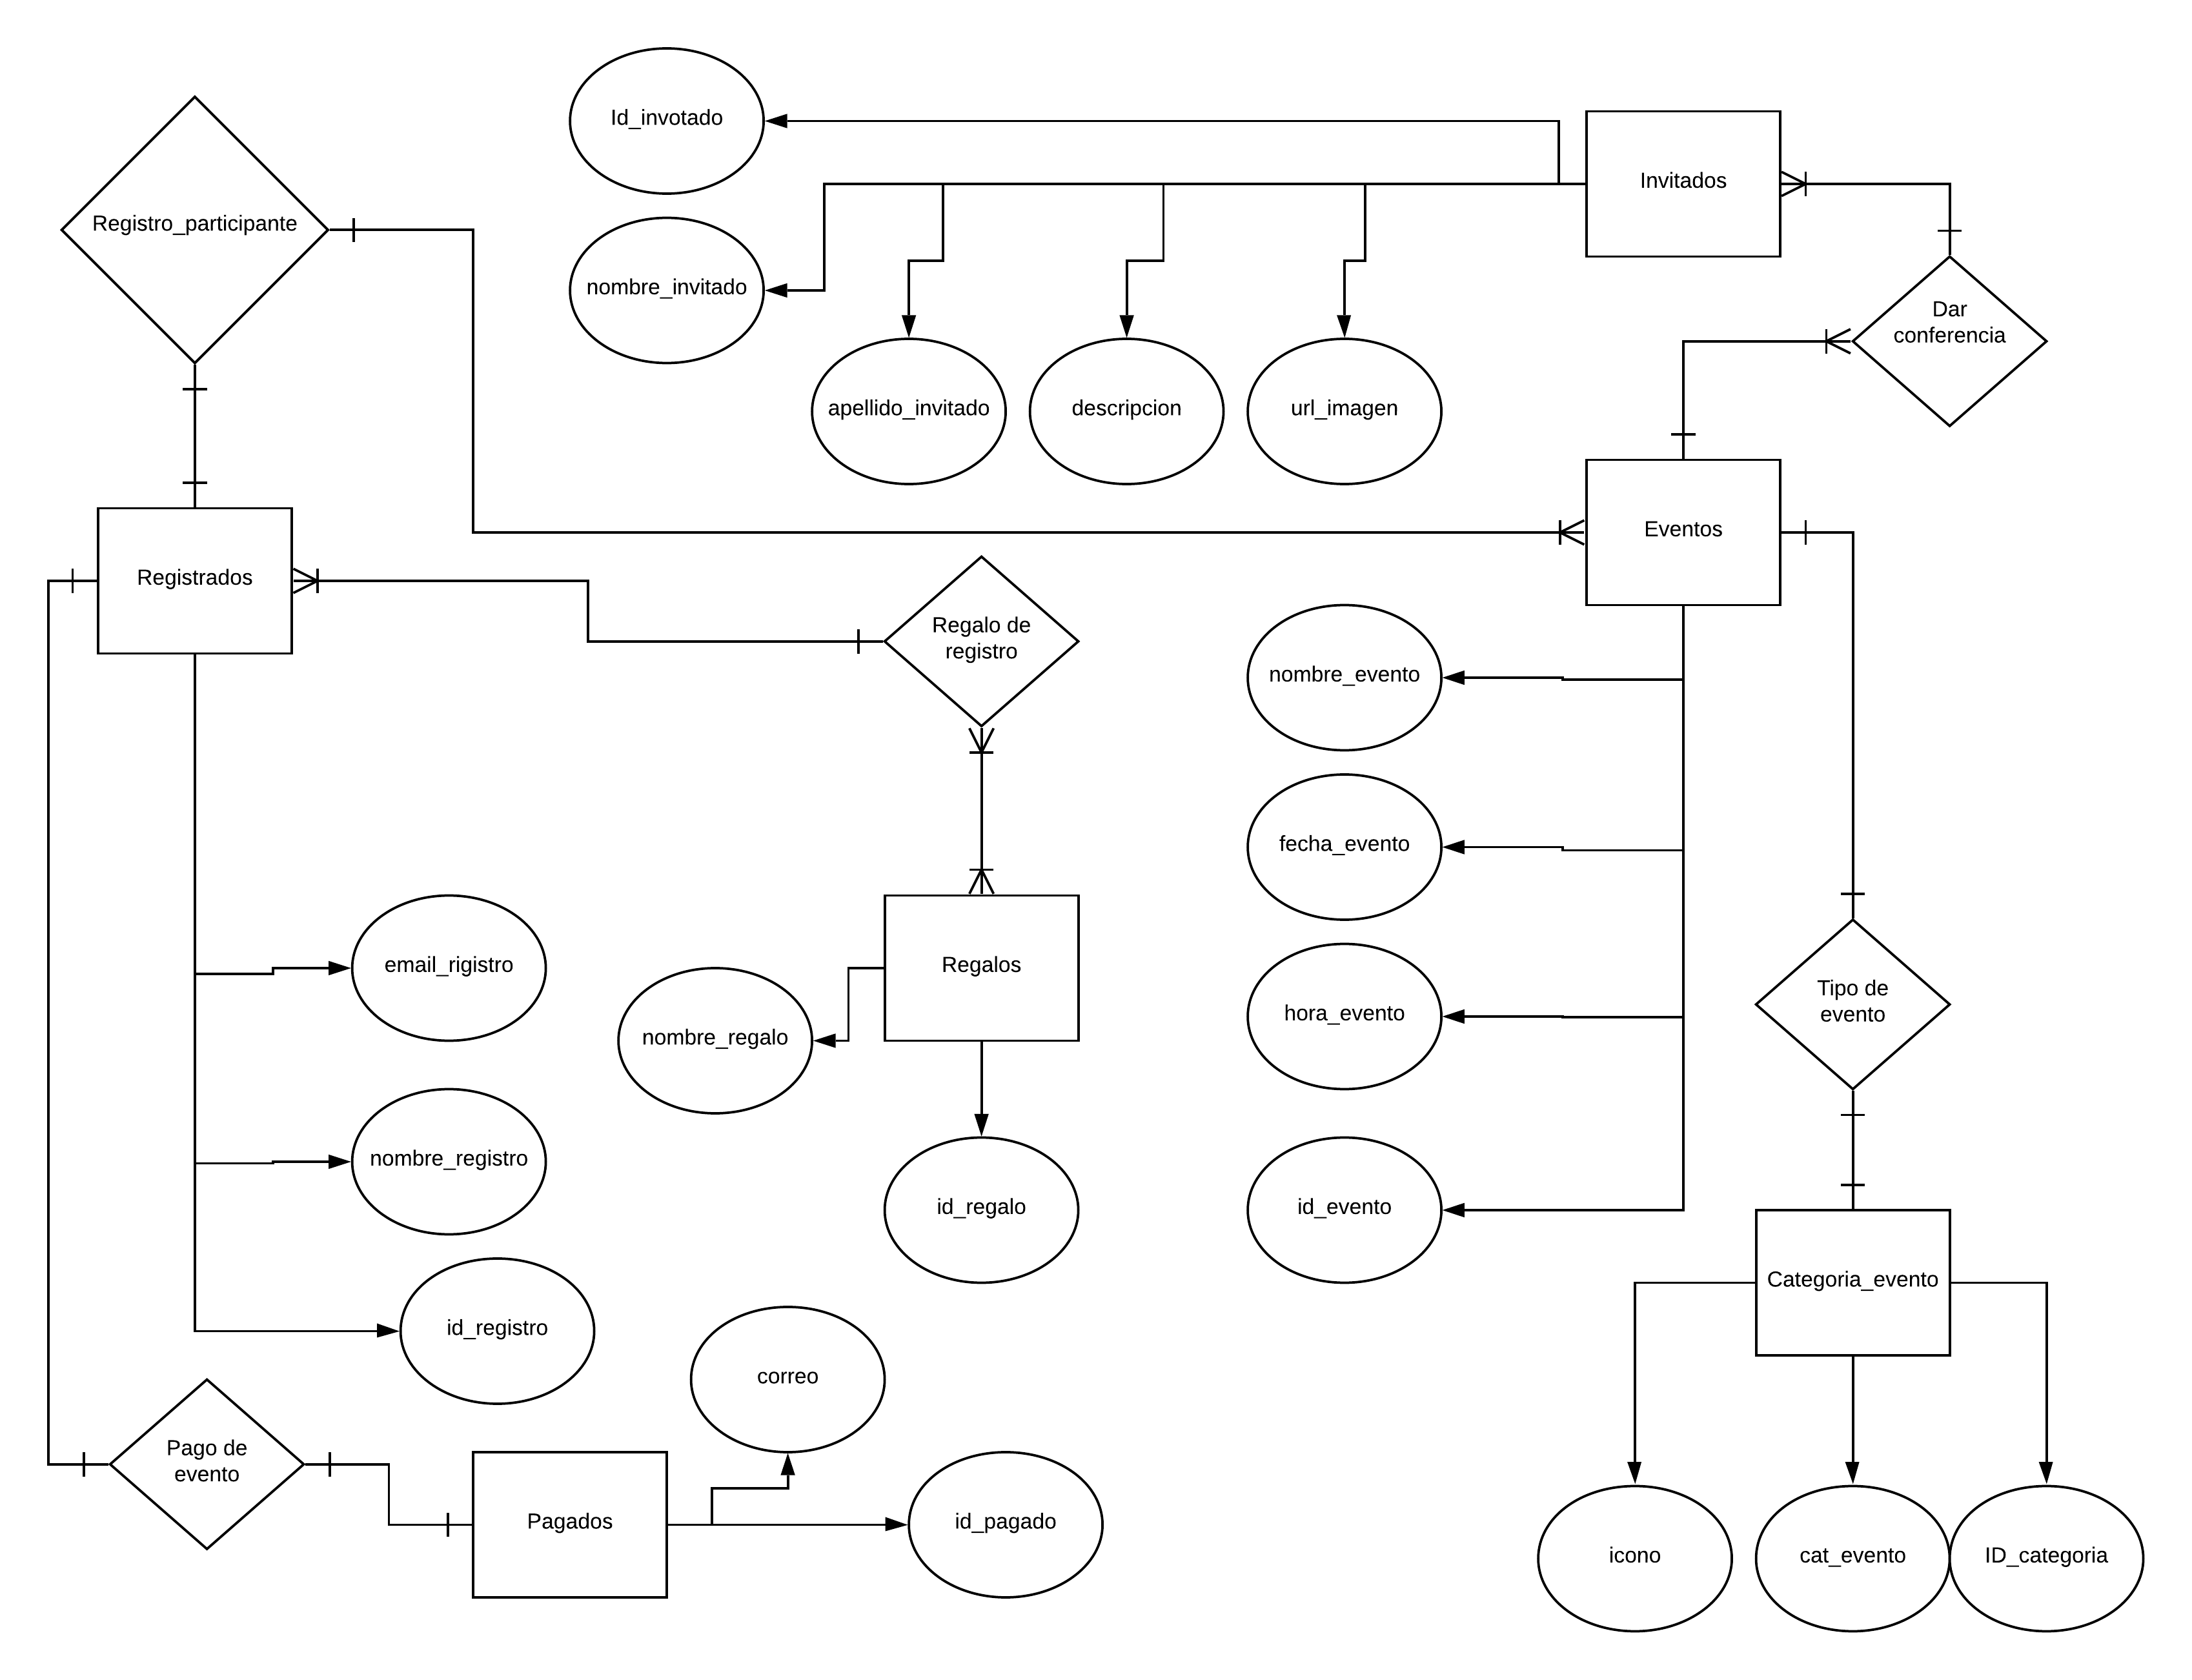 Id_invotado
Invitados
Registro_participante
nombre_invitado
Dar
conferencia
apellido_invitado
descripcion
url_imagen
Eventos
Registrados
Regalo de
registro
nombre_evento
fecha_evento
email_rigistro
Regalos
Tipo de
evento
hora_evento
nombre_regalo
nombre_registro
id_regalo
id_evento
Categoria_evento
id_registro
correo
Pago de
evento
Pagados
id_pagado
icono
cat_evento
ID_categoria